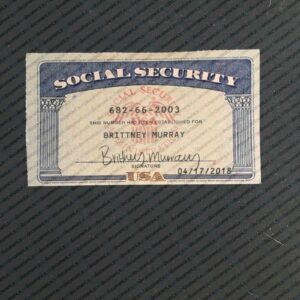 SOCIAL SECURITY
682-66-2003
THIS NUMBER HAS BEEN ESTABLISHED FOR
BRITTNEY MURRAY
Brittney Murray
SIGNATURE
04/17/2018
USA